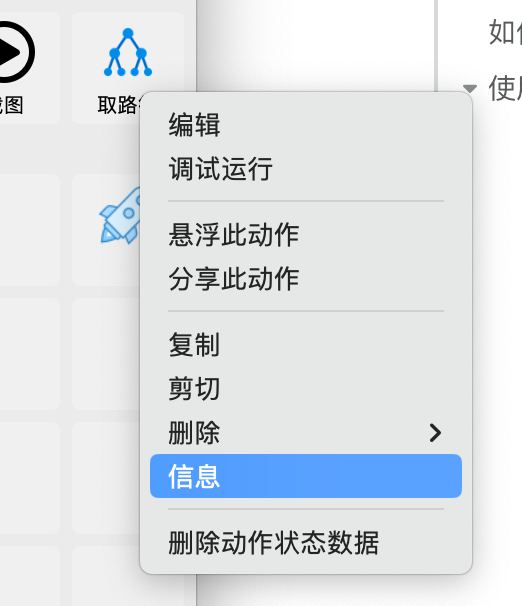 如
使
图
取路
编辑
调试运行
悬浮此动作
分享此动作
复制
剪切
删除
信息
删除动作状态数据